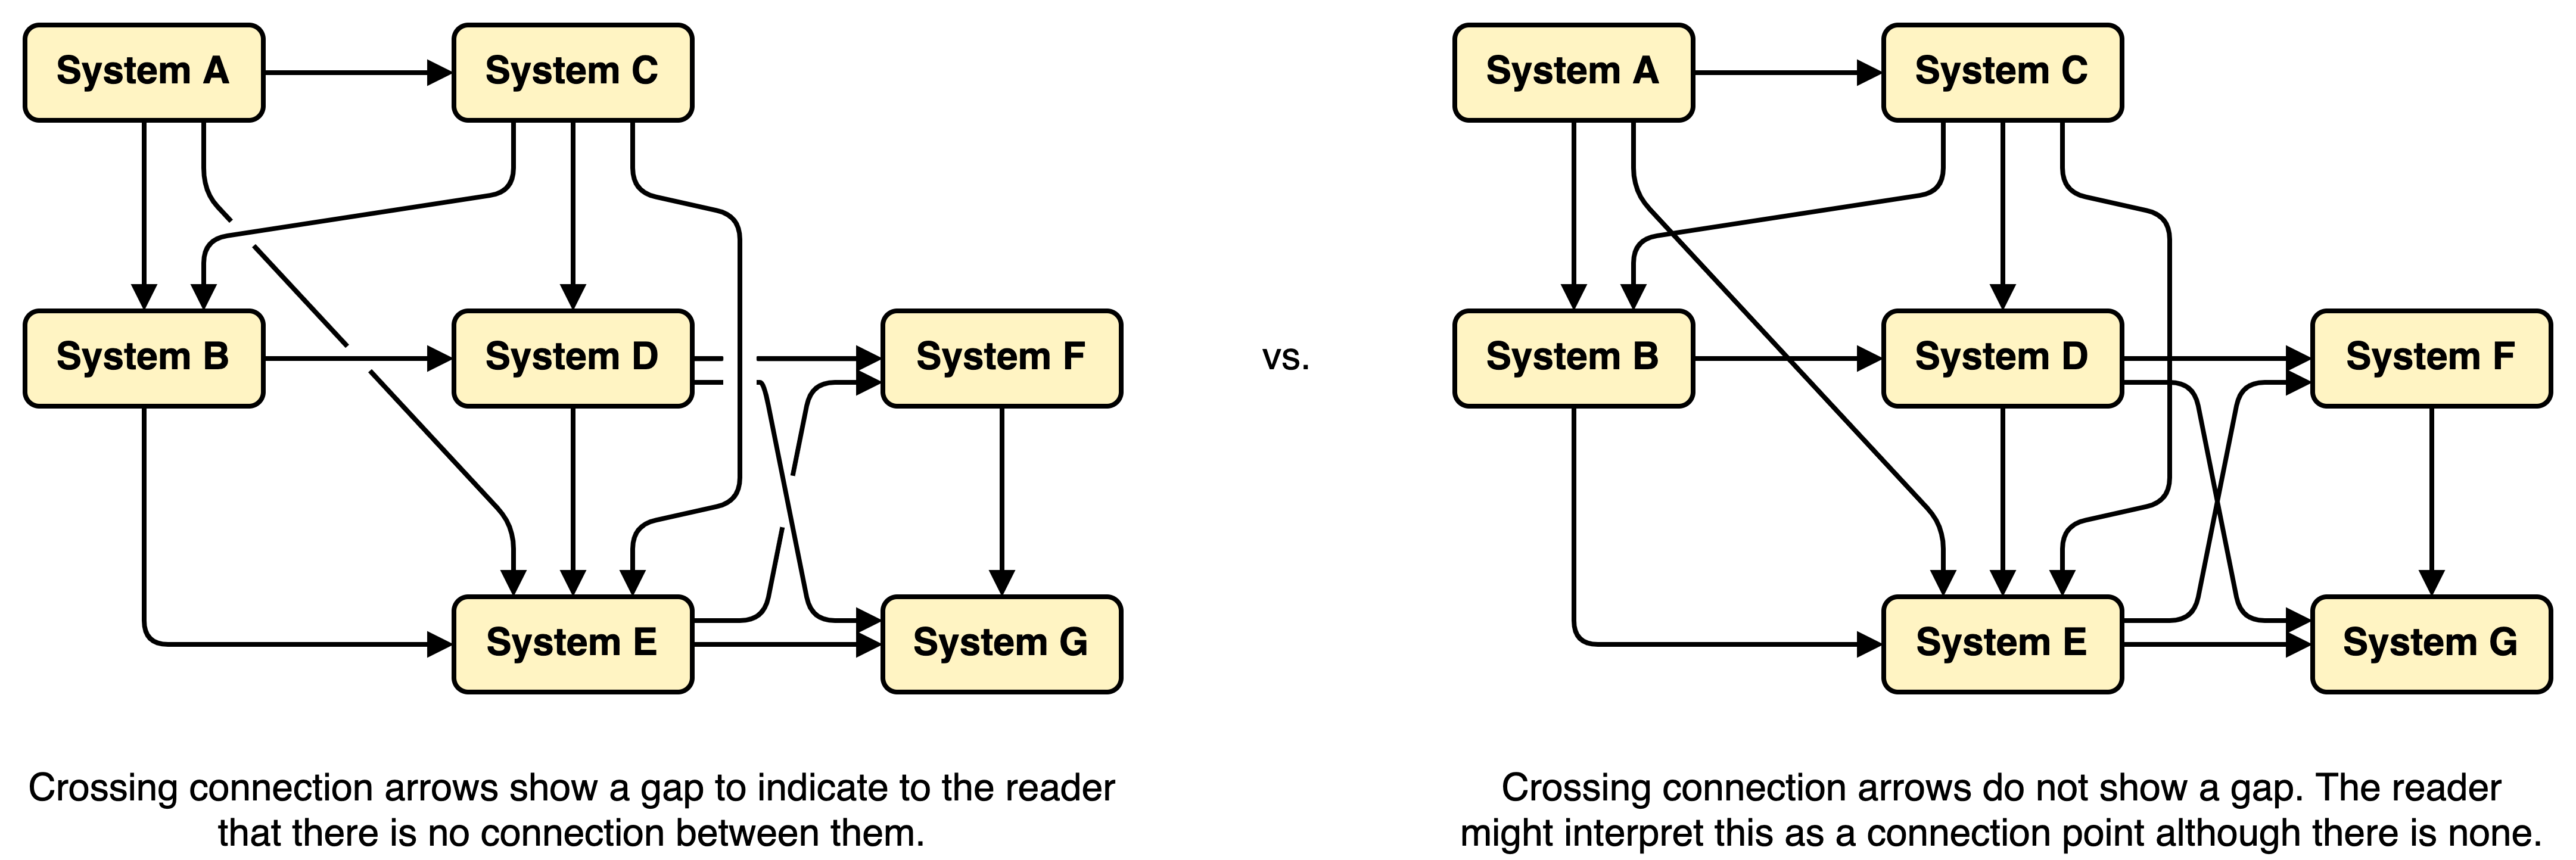 System A
System C
System B
System D
System F
System E
System G
Crossing connection arrows show a gap to indicate to the reader
that there is no connection between them.
vs.
System A
System C
System B
System D
System F
System E
System G
Crossing connection arrows do not show a gap. The reader
might interpret this as a connection point although there is none.